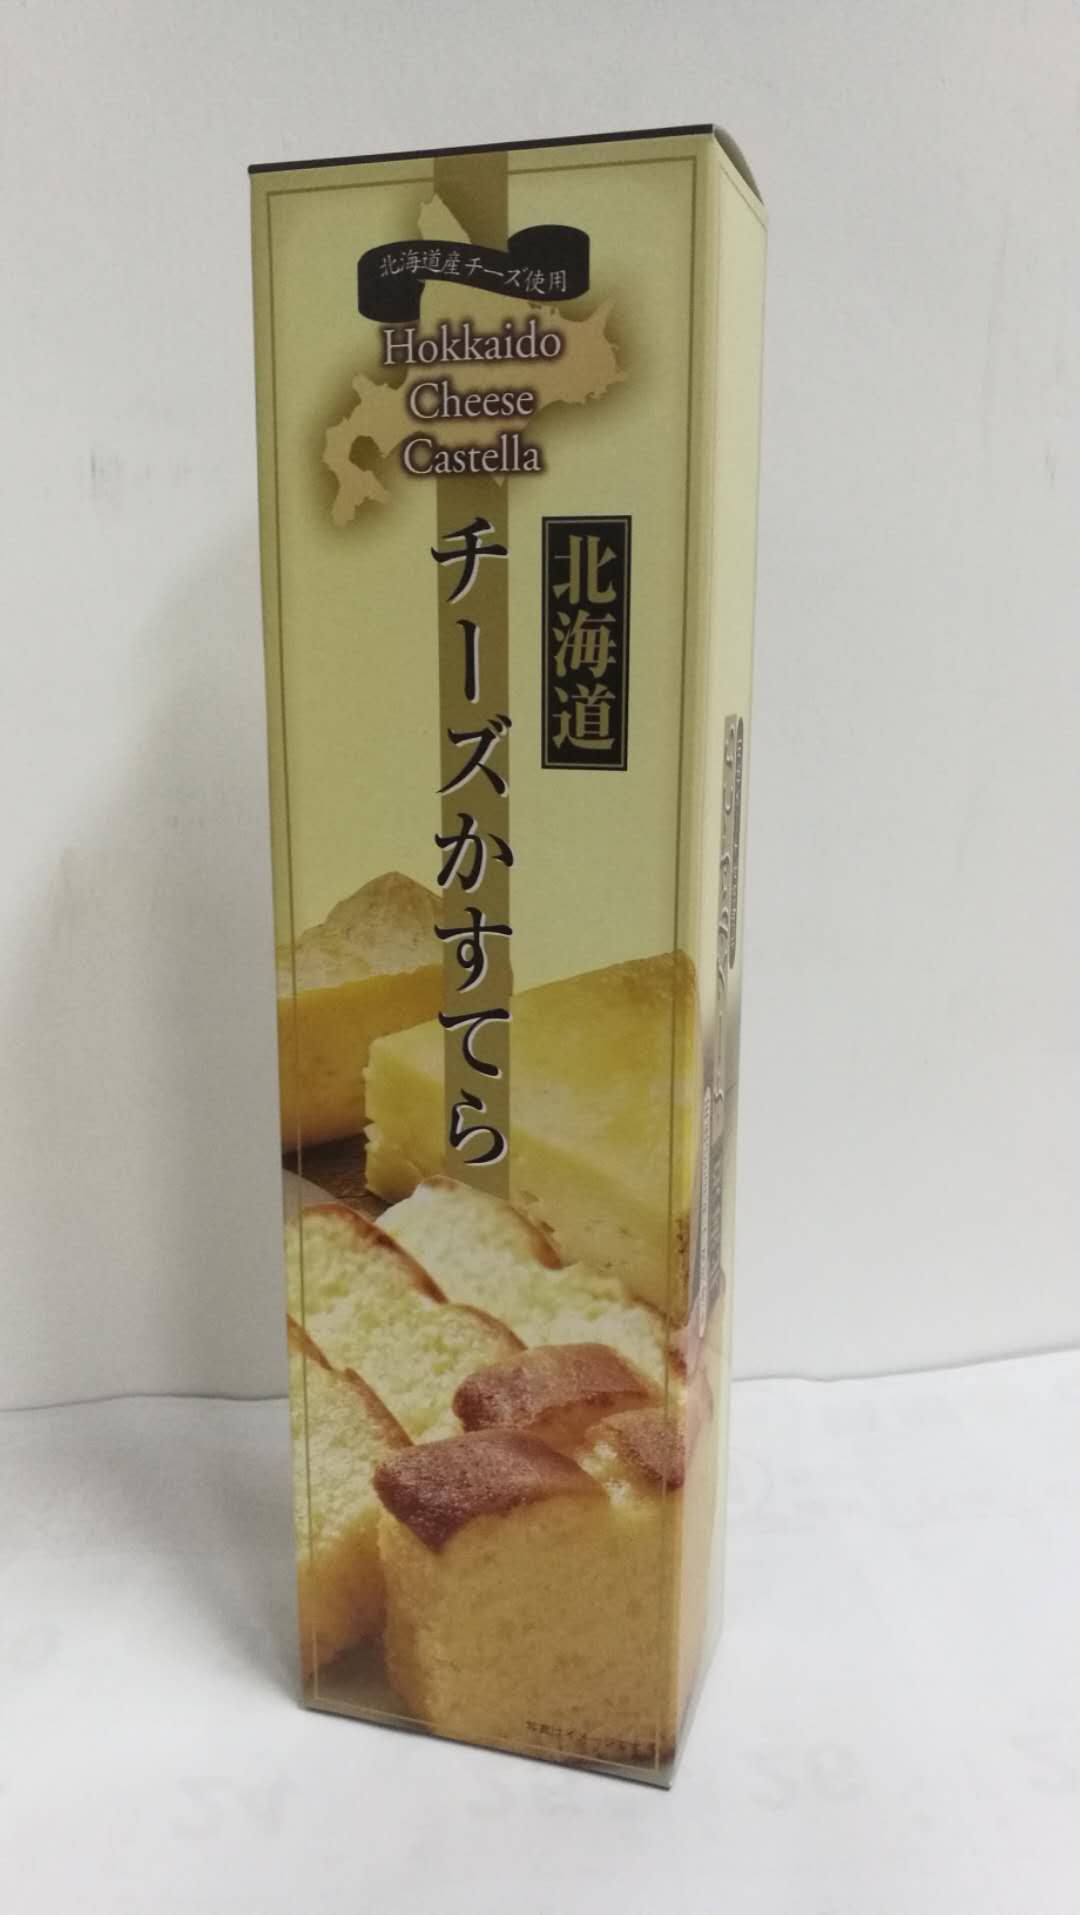 北海道産チーズ使用
Hokkaido
Cheese
Castella
北海道
チーズかすてら